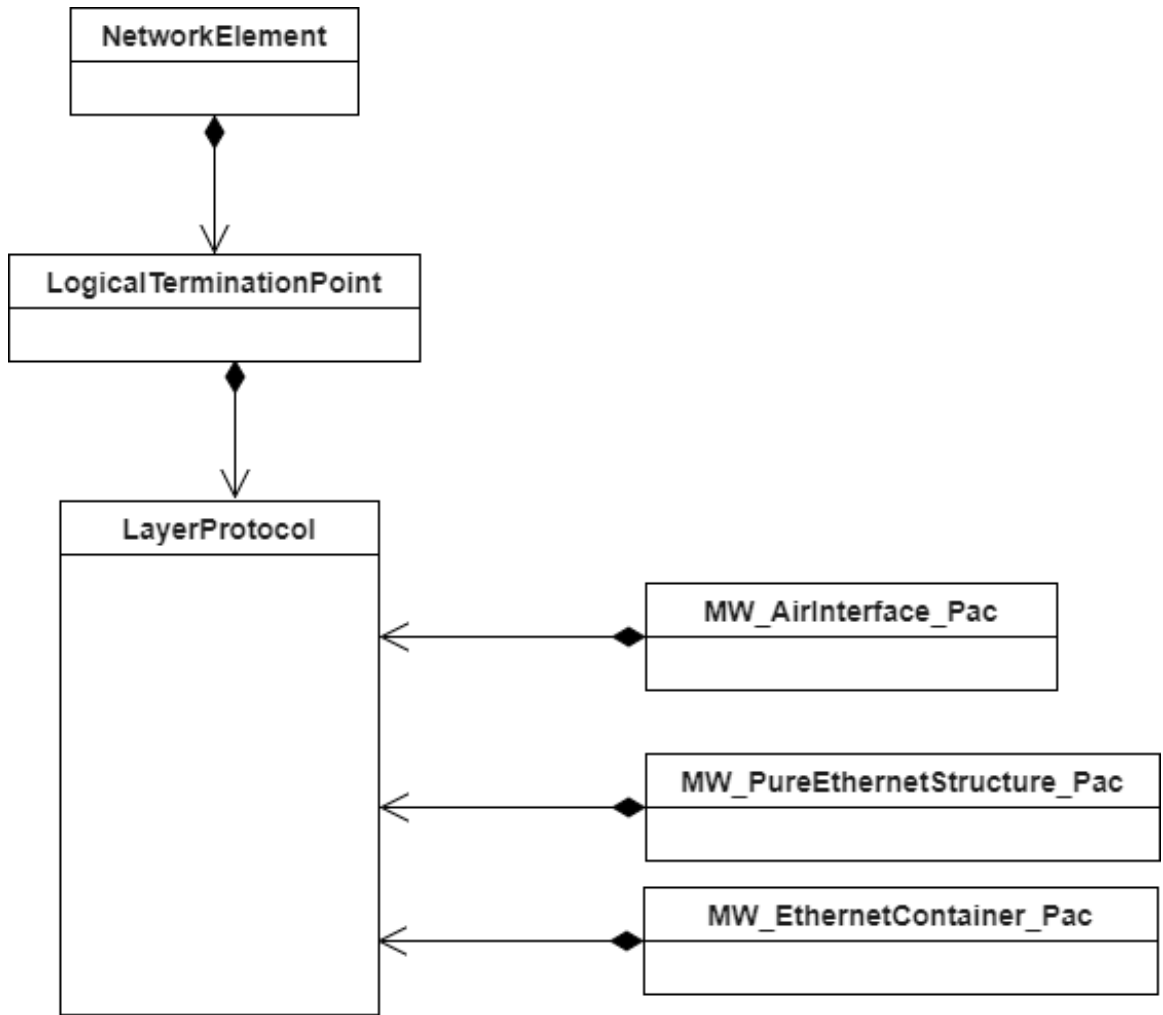 NetworkElement
LogicalTerminationPoint
LayerProtocol
MW_AirInterface_Pac
MW_PureEthernetStructure_Pac
MW_EthernetContainer_Pac